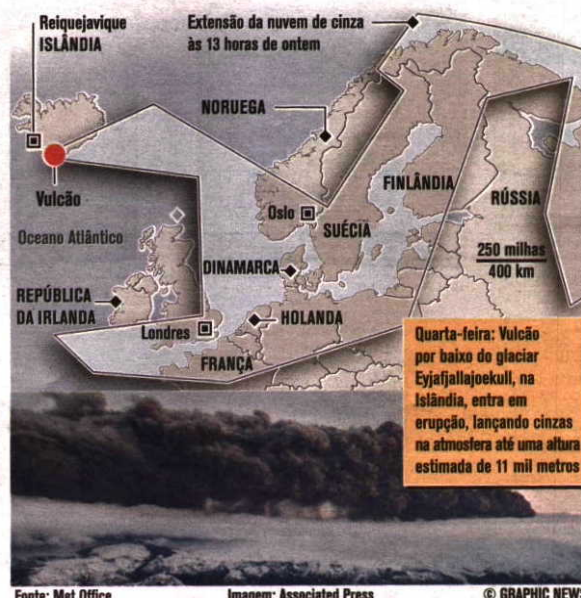 Reiquejavique
ISLÂNDIA
Extensão da nuvem de cinza
às 13 horas de ontem
NORUEGA
Vulcão
Oceano Atlântico
FINLÂNDIA
RÚSSIA
Oslo
SUÉCIA
250 milhas
400 km
DINAMARCA
REPÚBLICA
DA IRLANDA
Londres
HOLANDA
FRANÇA
Quarta-feira: Vulcão
por baixo do glaciar
Eyjafjallajoekull, na
Islândia, entra em
erupção, lançando cinzas
na atmosfera até uma altura
estimada de 11 mil metros
Fonte: Met Office
Imagem: Associated Press
© GRAPHIC NEWS